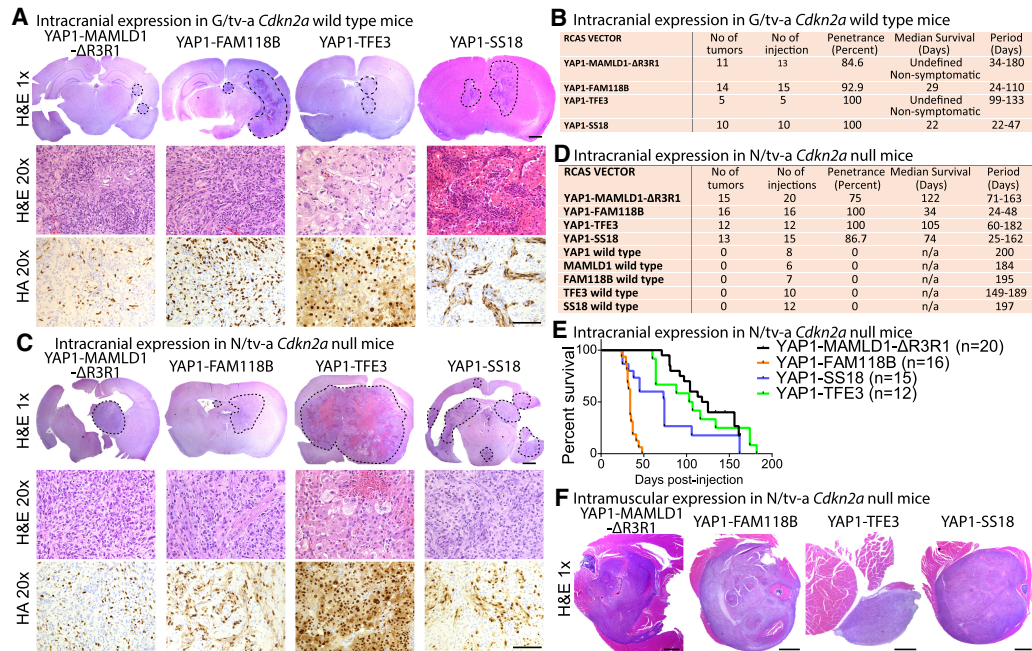 A Intracranial expression in G/tv-a Cdkn2a wild type mice
YAP1-MAMLD1
-ΔR3R1
YAP1-FAM118B
YAP1-TFE3
YAP1-SS18
H&E 1x
H&E 20x
HA 20x
B Intracranial expression in G/tv-a Cdkn2a wild type mice
RCAS VECTOR No of tumors No of injection Penetrance (Percent) Median Survival (Days) Period (Days)
YAP1-MAMLD1-ΔR3R1 11 13 84.6 Undefined Non-symptomatic 34-180
YAP1-FAM118B 14 15 92.9 29 24-110
YAP1-TFE3 5 5 100 Undefined Non-symptomatic 99-133
YAP1-SS18 10 10 100 22 22-47
C Intracranial expression in N/tv-a Cdkn2a null mice
YAP1-MAMLD1
-ΔR3R1
YAP1-FAM118B
YAP1-TFE3
YAP1-SS18
H&E 1x
H&E 20x
HA 20x
D Intracranial expression in N/tv-a Cdkn2a null mice
RCAS VECTOR No of tumors No of injections Penetrance (Percent) Median Survival (Days) Period (Days)
YAP1-MAMLD1-ΔR3R1 15 20 75 122 71-163
YAP1-FAM118B 16 16 100 34 24-48
YAP1-TFE3 12 12 100 105 60-182
YAP1-SS18 13 15 86.7 74 25-162
YAP1 wild type 0 8 0 n/a 200
MAMLD1 wild type 0 6 0 n/a 184
FAM118B wild type 0 7 0 n/a 195
TFE3 wild type 0 10 0 n/a 149-189
SS18 wild type 0 12 0 n/a 197
E Intracranial expression in N/tv-a Cdkn2a null mice
Percent survival
100
50
0
0 50 100 150 200
Days post-injection
YAP1-MAMLD1-ΔR3R1 (n=20)
YAP1-FAM118B (n=16)
YAP1-SS18 (n=15)
YAP1-TFE3 (n=12)
F Intramuscular expression in N/tv-a Cdkn2a null mice
YAP1-MAMLD1
-ΔR3R1
YAP1-FAM118B
YAP1-TFE3
YAP1-SS18
H&E 1x